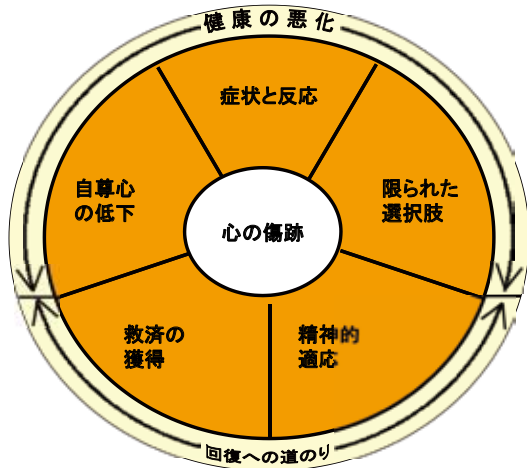 健康の悪化
症状と反応
自尊心
の低下
限られた
選択肢
心の傷跡
救済の
獲得
精神的
適応
回復への道のり